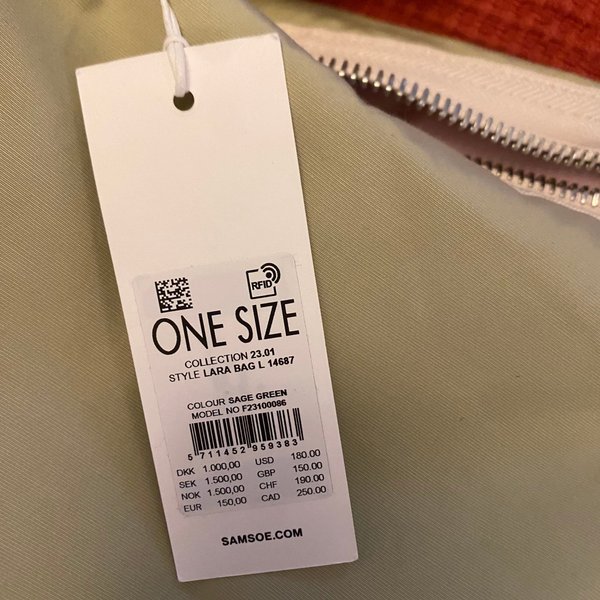 RFID
ONE SIZE
COLLECTION 23.01
STYLE LARA BAG L 14687
COLOUR SAGE GREEN
MODEL NO F23100086
5 711452 959383
DKK 1.000,00 USD 180.00
SEK 1.500,00 GBP 150.00
NOK 1.500,00 CHF 190.00
EUR 150,00 CAD 250.00
SAMSOE.COM